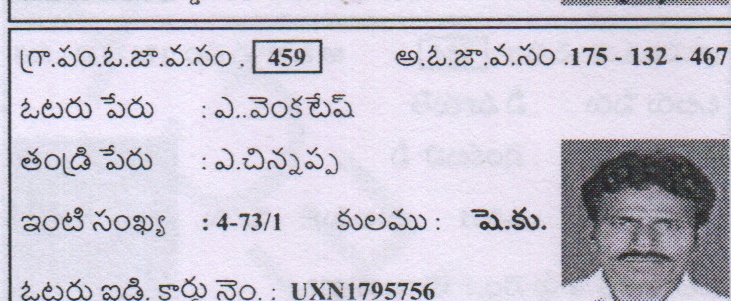 గ్రా.పం.ఓ.జా.వ.సం . 459 అ.ఓ.జా.వ.సం .175 - 132 - 467
ఓటరు పేరు : ఎ..వెంకటేష్
తండ్రి పేరు : ఎ.చిన్నప్ప
ఇంటి సంఖ్య : 4-73/1 కులము : షె.కు.
ఓటరు ఐడి. కార్డు నెం. : UXN1795756